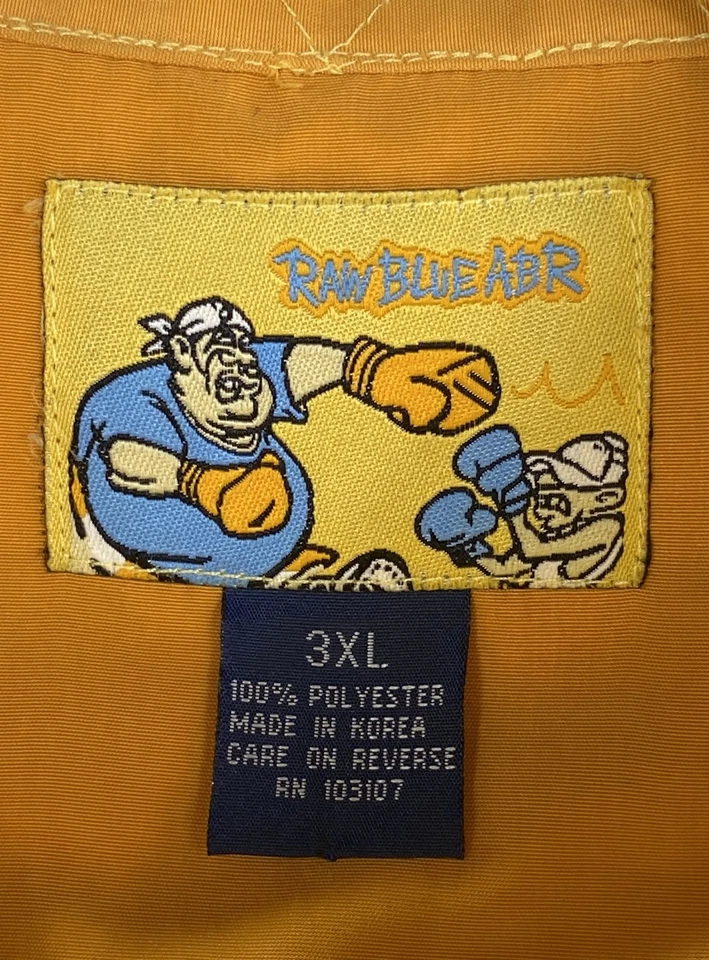 RAW BLUE ABR
3XL
100% POLYESTER
MADE IN KOREA
CARE ON REVERSE
RN 103107